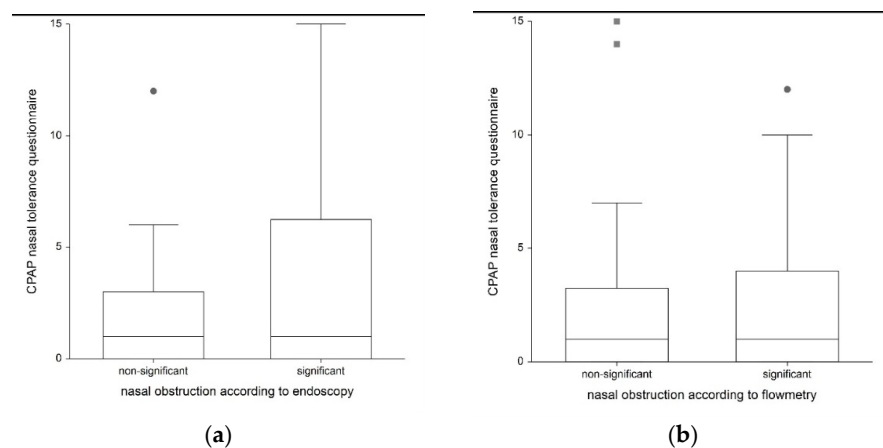 15
10
5
0
CPAP nasal tolerance questionnaire
non-significant significant
nasal obstruction according to endoscopy
(a)
15
10
5
0
CPAP nasal tolerance questionnaire
non-significant significant
nasal obstruction according to flowmetry
(b)